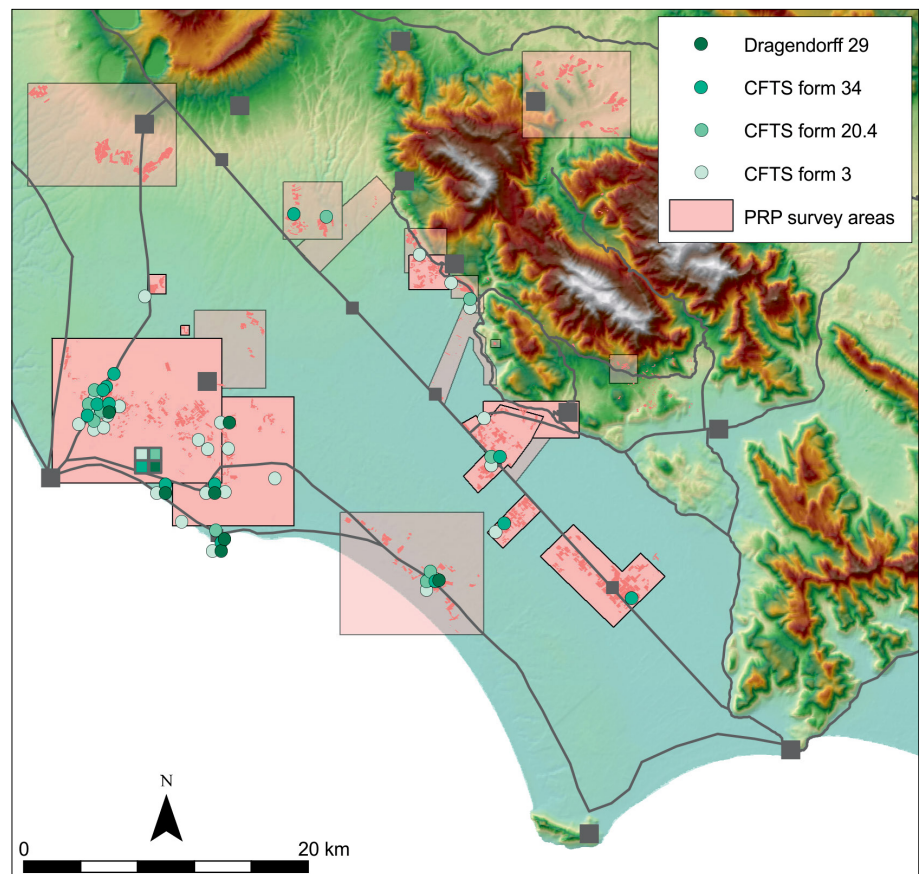 Dragendorff 29
CFTS form 34
CFTS form 20.4
CFTS form 3
PRP survey areas
N
0 20 km